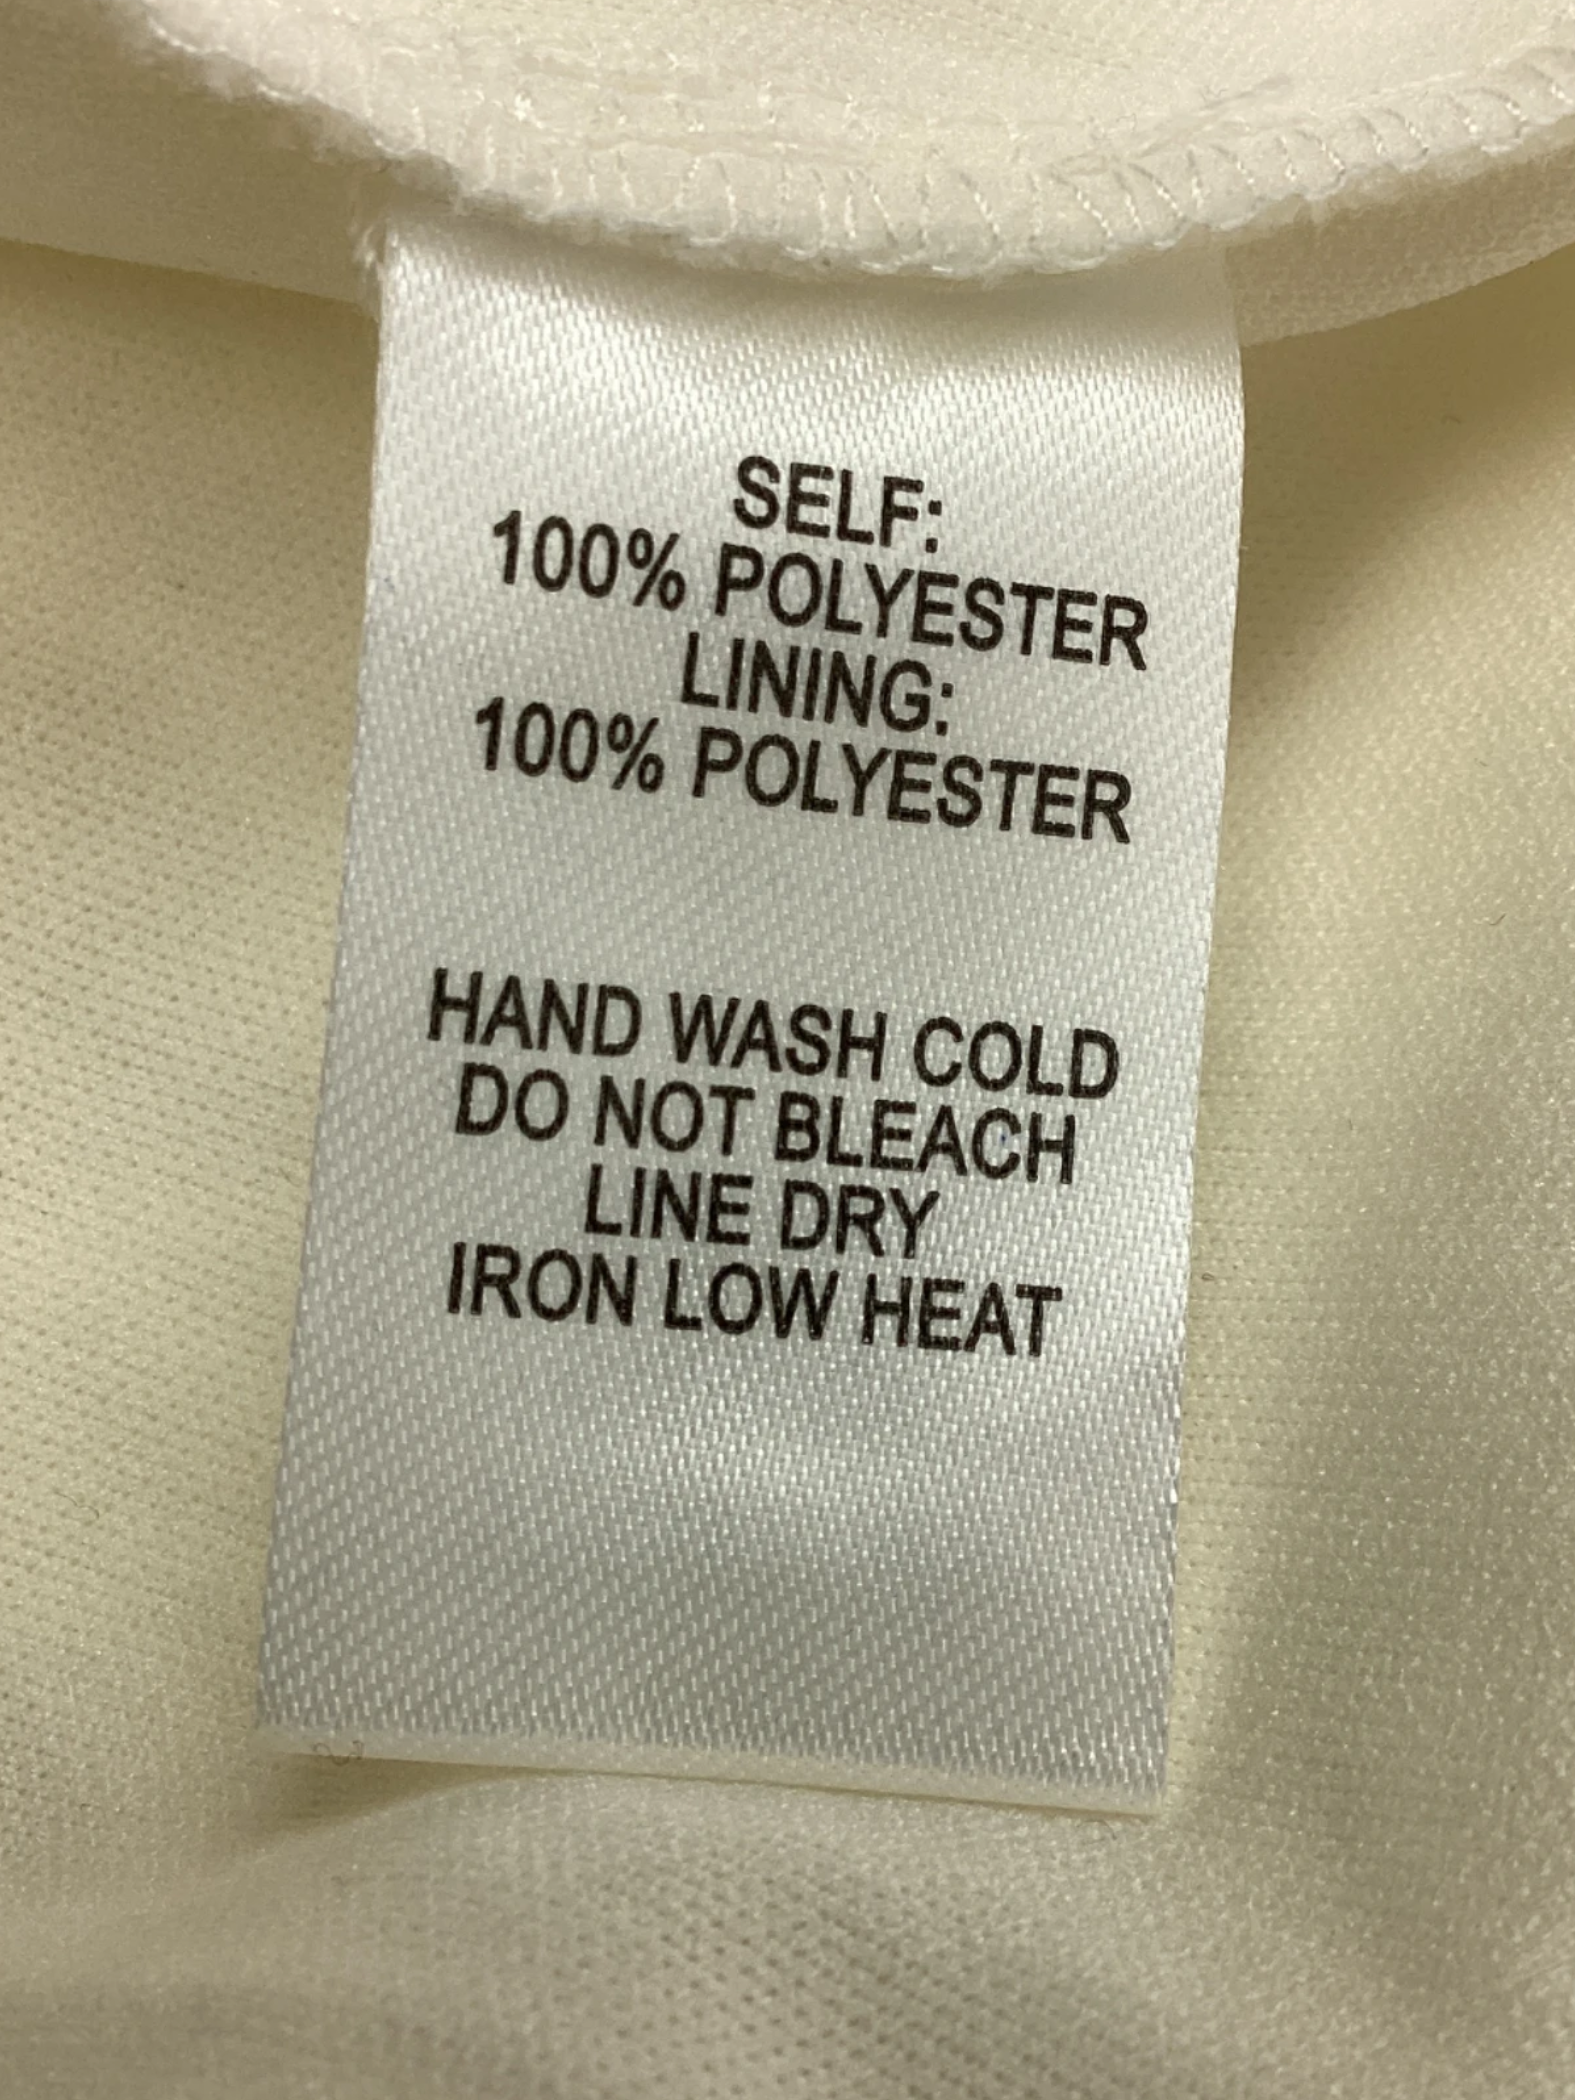 SELF:
100% POLYESTER
LINING:
100% POLYESTER
HAND WASH COLD
DO NOT BLEACH
LINE DRY
IRON LOW HEAT